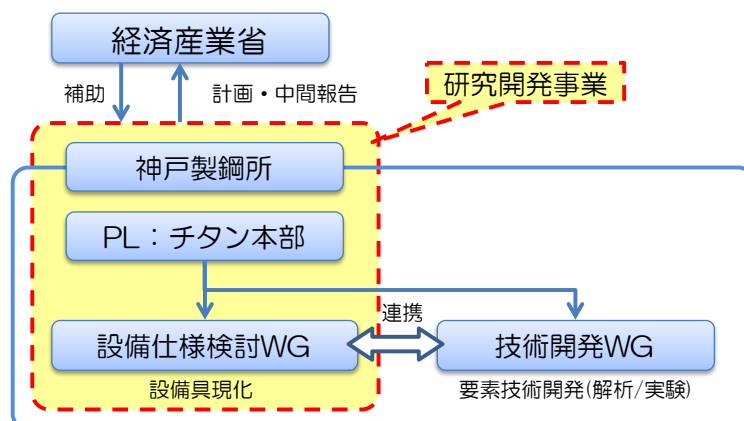 経済産業省
補助
計画・中間報告
研究開発事業
神戸製鋼所
PL：チタン本部
連携
設備仕様検討WG
技術開発WG
設備具現化
要素技術開発(解析/実験)